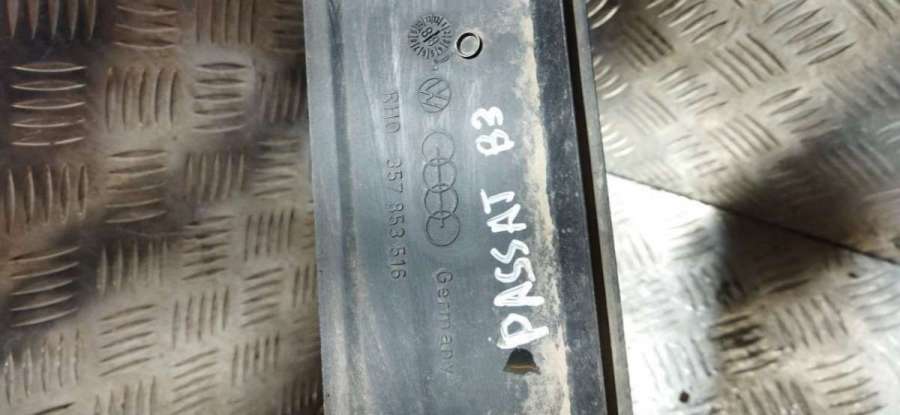 RHD 357 853 516
Germany
PASSAT B3